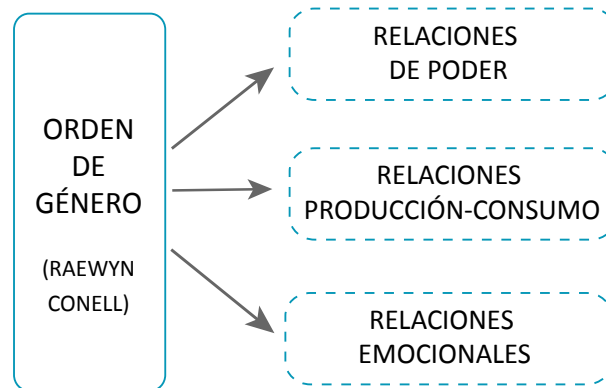 ORDEN
DE
GÉNERO
(RAEWYN
CONELL)
RELACIONES
DE PODER
RELACIONES
PRODUCCIÓN-CONSUMO
RELACIONES
EMOCIONALES